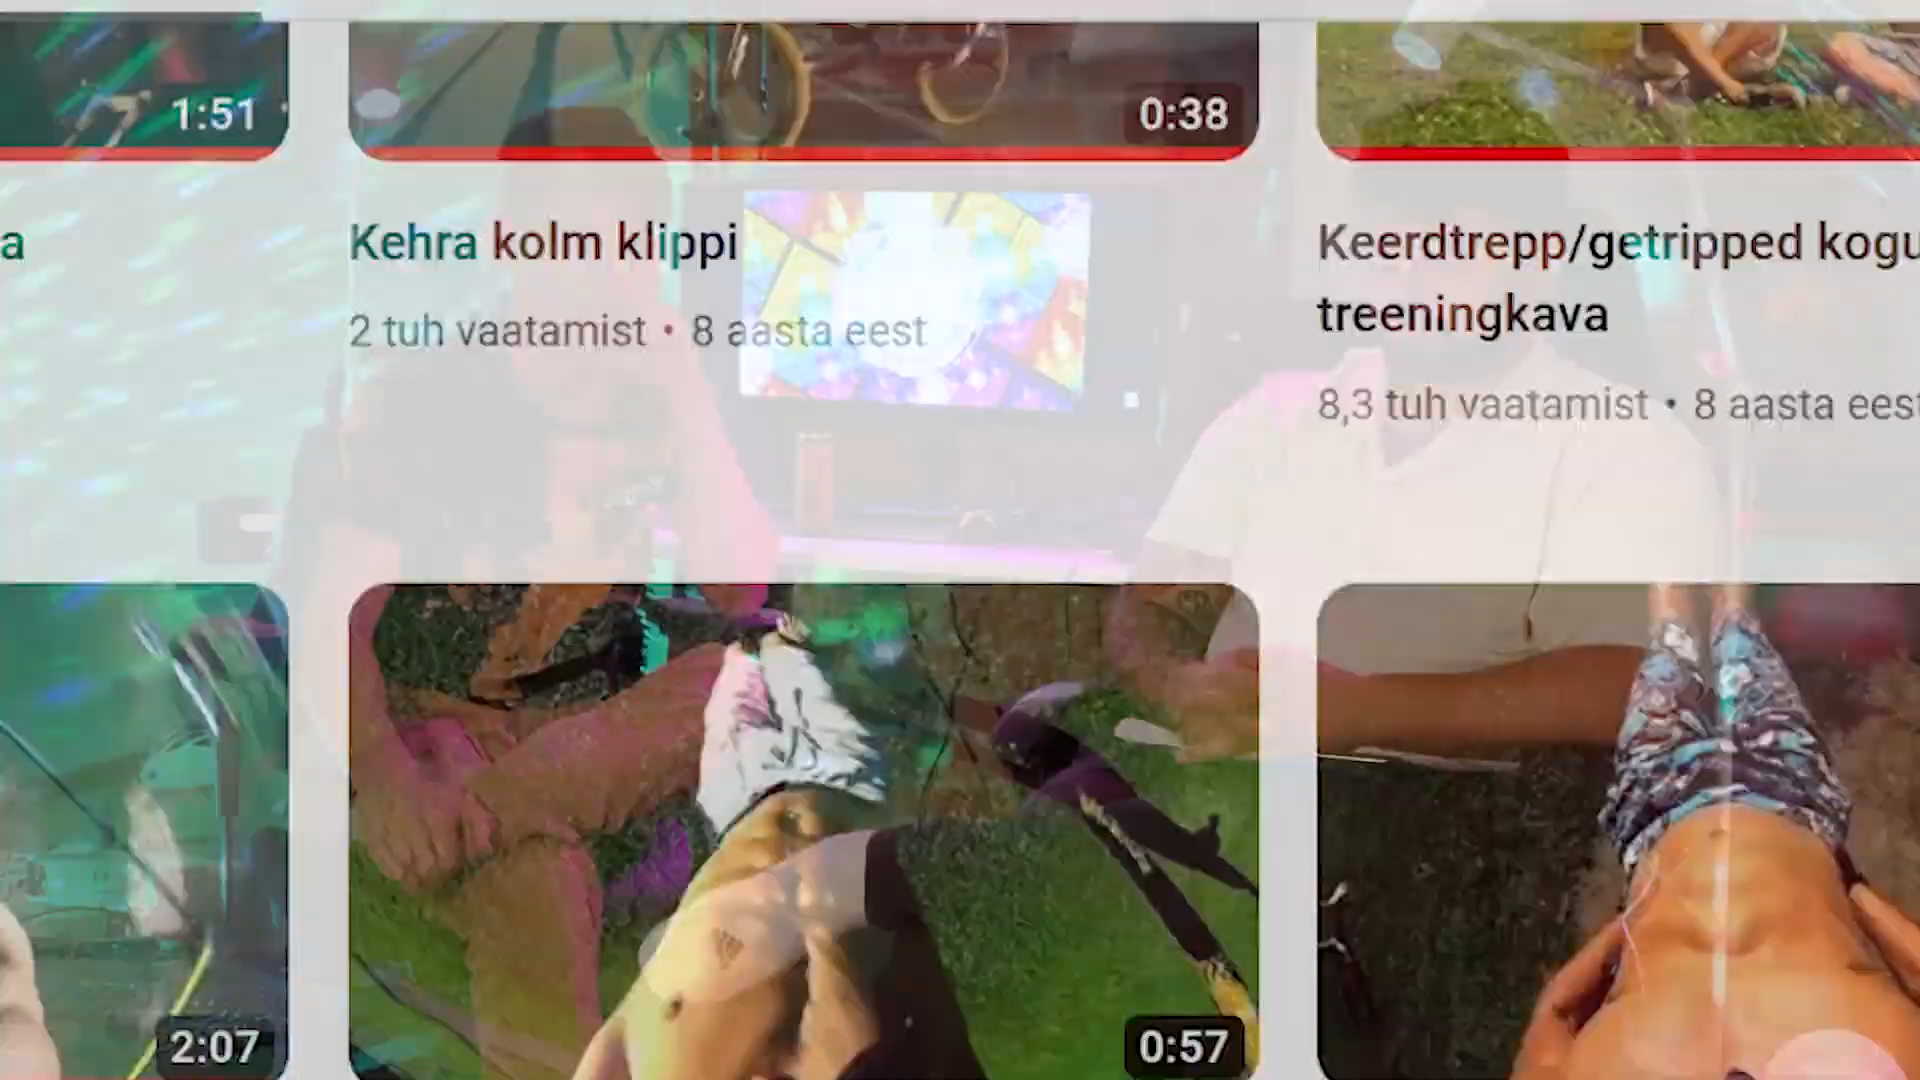 1:51
0:38
a
Kehra kolm klippi
2 tuh vaatamist • 8 aasta eest
Keerdtrepp/getripped kogu
treeningkava
8,3 tuh vaatamist • 8 aasta eest
2:07
0:57